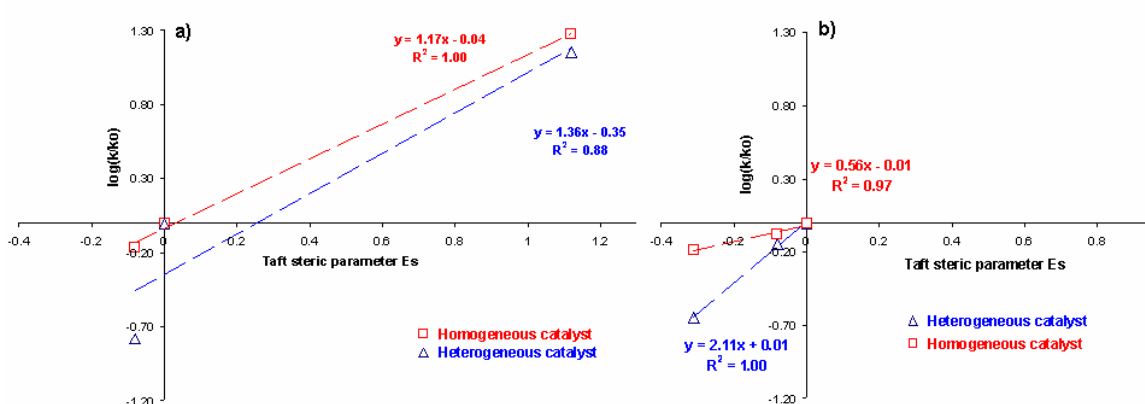 a)
1.30
0.80
0.30
-0.20
-0.70
-1.20
log(k/ko)
y = 1.17x - 0.04
R² = 1.00
y = 1.36x - 0.35
R² = 0.88
-0.4 -0.2 0 0.2 0.4 0.6 0.8 1 1.2
Taft steric parameter Es
Homogeneous catalyst
Heterogeneous catalyst
b)
1.30
0.80
0.30
-0.20
-0.70
-1.20
log(k/ko)
y = 0.56x - 0.01
R² = 0.97
-0.4 -0.2 0 0.2 0.4 0.6 0.8
Taft steric parameter Es
Heterogeneous catalyst
Homogeneous catalyst
y = 2.11x + 0.01
R² = 1.00